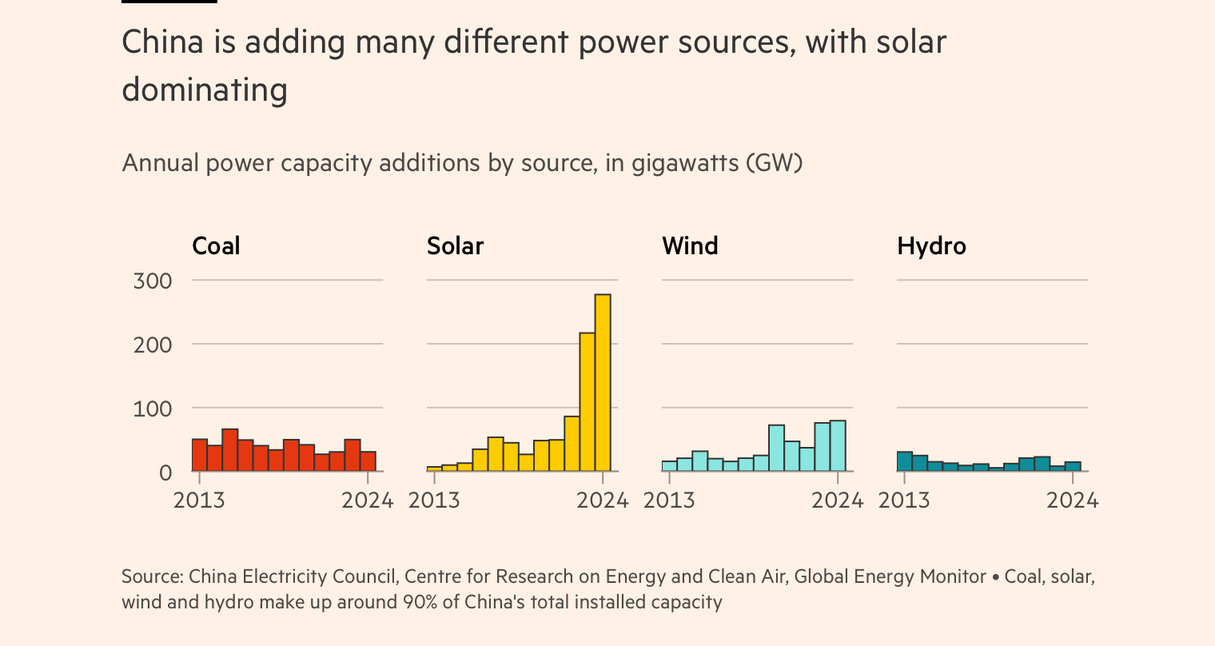 China is adding many different power sources, with solar
dominating
Annual power capacity additions by source, in gigawatts (GW)
Coal Solar Wind Hydro
300
200
100
0
2013 2024 2013 2024 2013 2024 2013 2024
Source: China Electricity Council, Centre for Research on Energy and Clean Air, Global Energy Monitor • Coal, solar,
wind and hydro make up around 90% of China's total installed capacity